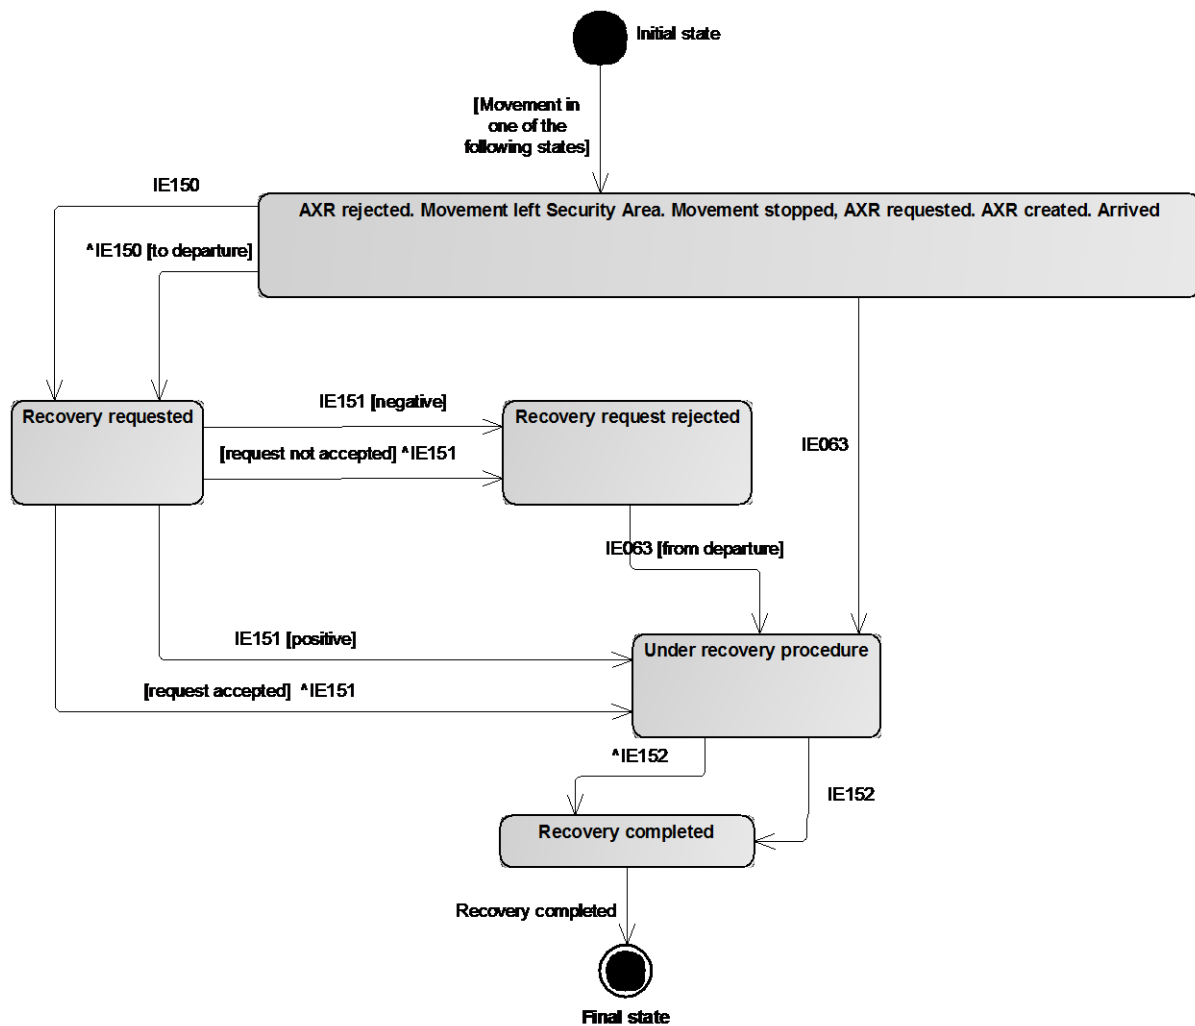 Initial state
[Movement in
one of the
following states]
IE150
AXR rejected. Movement left Security Area. Movement stopped, AXR requested. AXR created. Arrived
^IE150 [to departure]
Recovery requested
IE151 [negative]
Recovery request rejected
[request not accepted] ^IE151
IE063
IE063 [from departure]
IE151 [positive]
Under recovery procedure
[request accepted] ^IE151
^IE152
IE152
Recovery completed
Recovery completed
Final state